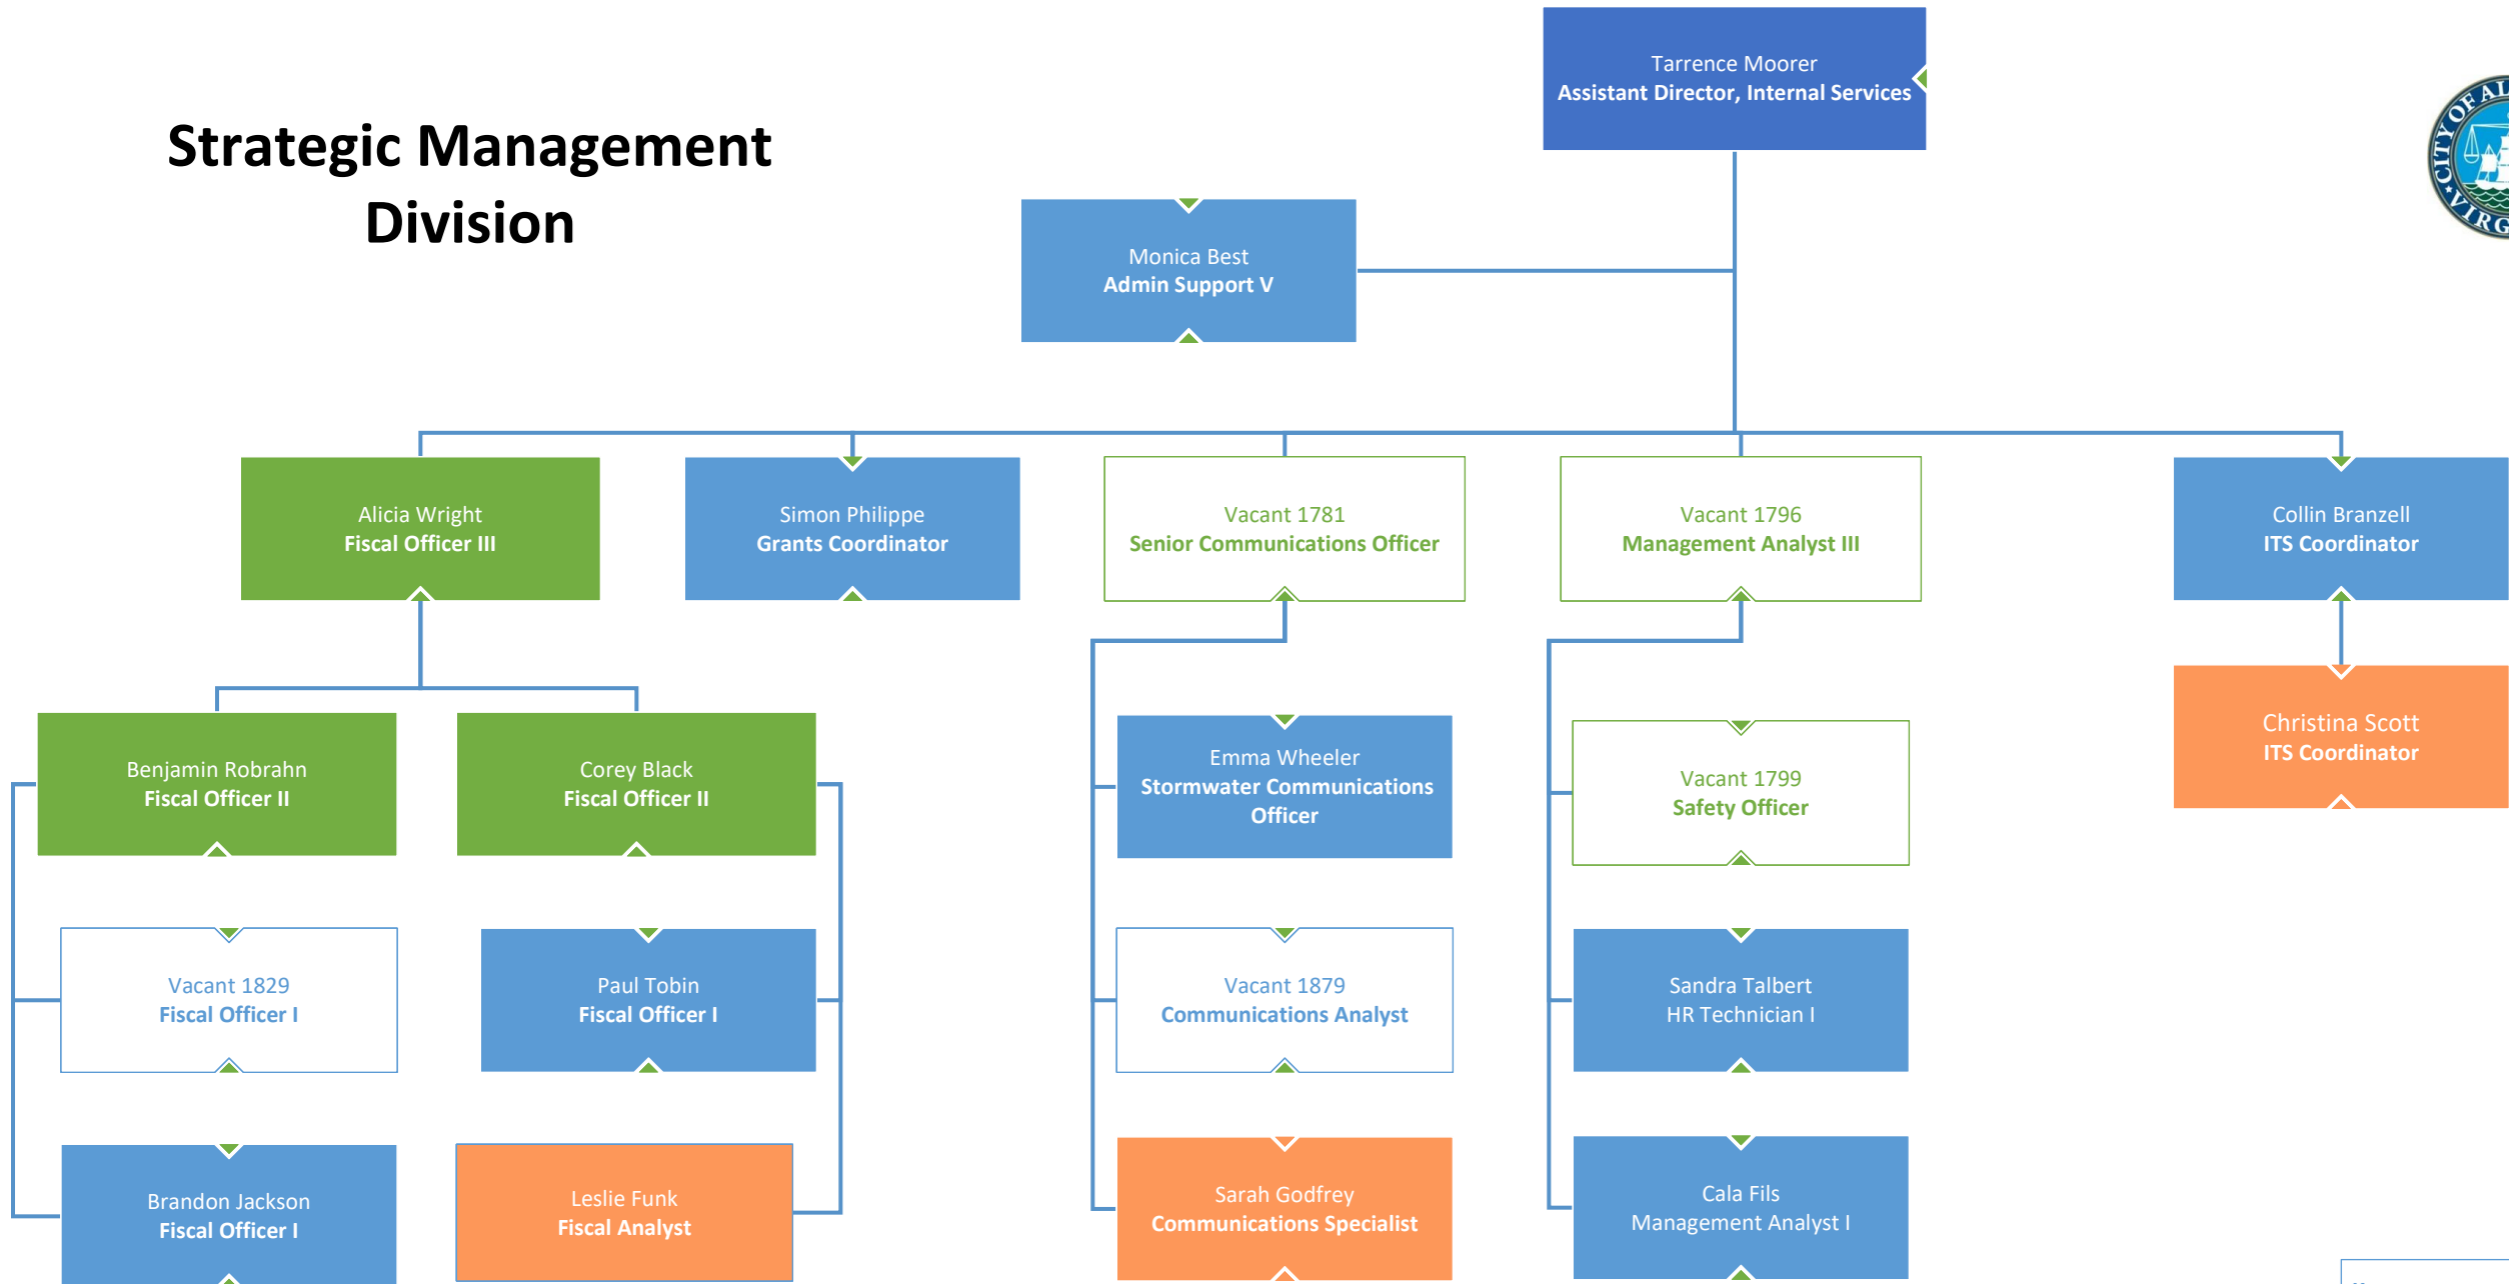 Strategic Management
Division
Tarrence Moorer
Assistant Director, Internal Services
CITY OF AL
VIRG
Monica Best
Admin Support V
Alicia Wright
Fiscal Officer III
Simon Philippe
Grants Coordinator
Vacant 1781
Senior Communications Officer
Vacant 1796
Management Analyst III
Collin Branzell
ITS Coordinator
Benjamin Robrahn
Fiscal Officer II
Corey Black
Fiscal Officer II
Emma Wheeler
Stormwater Communications
Officer
Vacant 1799
Safety Officer
Christina Scott
ITS Coordinator
Vacant 1829
Fiscal Officer I
Paul Tobin
Fiscal Officer I
Vacant 1879
Communications Analyst
Sandra Talbert
HR Technician I
Brandon Jackson
Fiscal Officer I
Leslie Funk
Fiscal Analyst
Sarah Godfrey
Communications Specialist
Cala Fils
Management Analyst I